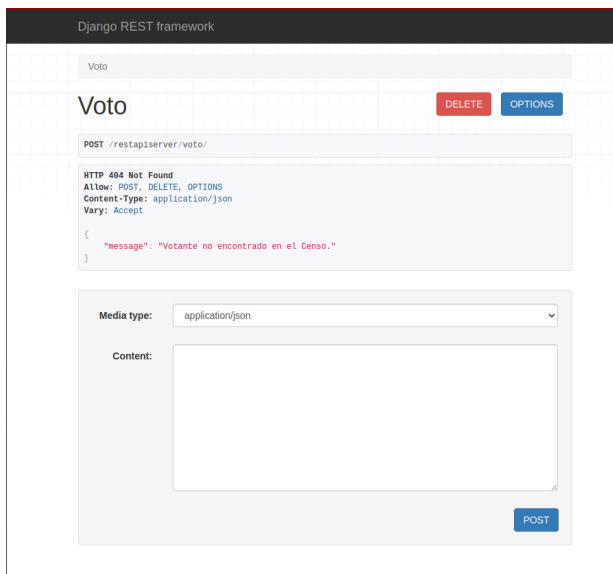 Django REST framework
Voto
Voto
DELETE OPTIONS
POST /restapiserver/voto/
HTTP 404 Not Found
Allow: POST, DELETE, OPTIONS
Content-Type: application/json
Vary: Accept
{
    "message": "Votante no encontrado en el Censo."
}
Media type: application/json
Content:
POST